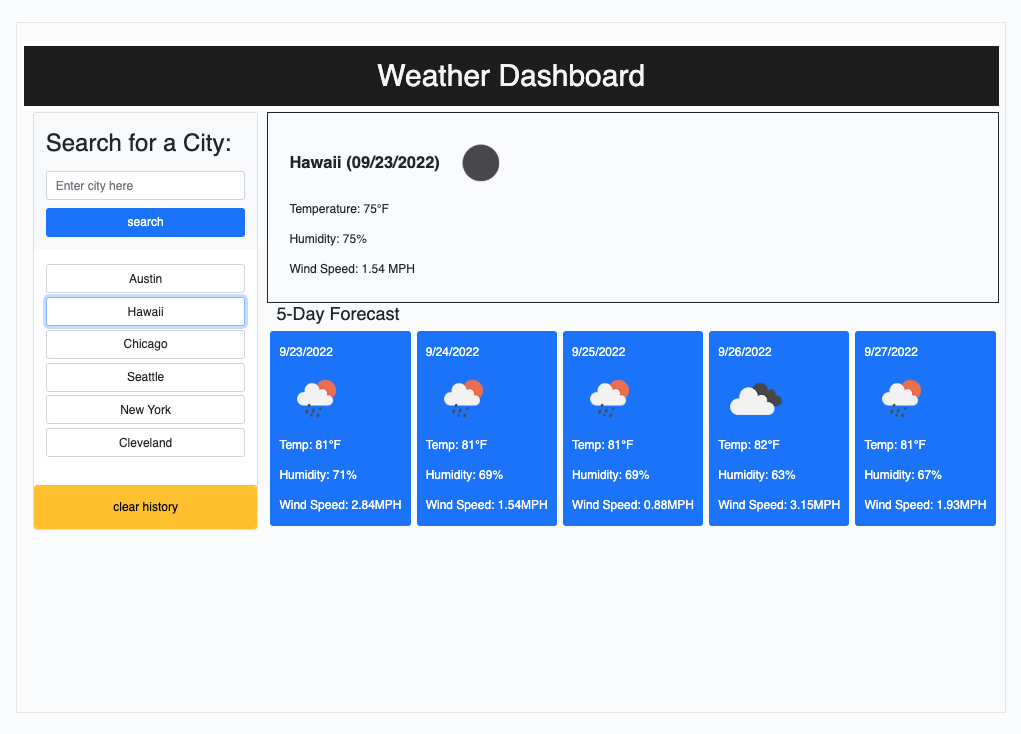 Weather Dashboard
Search for a City:
Enter city here
search
Austin
Hawaii
Chicago
Seattle
New York
Cleveland
clear history
Hawaii (09/23/2022)
Temperature: 75°F
Humidity: 75%
Wind Speed: 1.54 MPH
5-Day Forecast
9/23/2022
Temp: 81°F
Humidity: 71%
Wind Speed: 2.84MPH
9/24/2022
Temp: 81°F
Humidity: 69%
Wind Speed: 1.54MPH
9/25/2022
Temp: 81°F
Humidity: 69%
Wind Speed: 0.88MPH
9/26/2022
Temp: 82°F
Humidity: 63%
Wind Speed: 3.15MPH
9/27/2022
Temp: 81°F
Humidity: 67%
Wind Speed: 1.93MPH